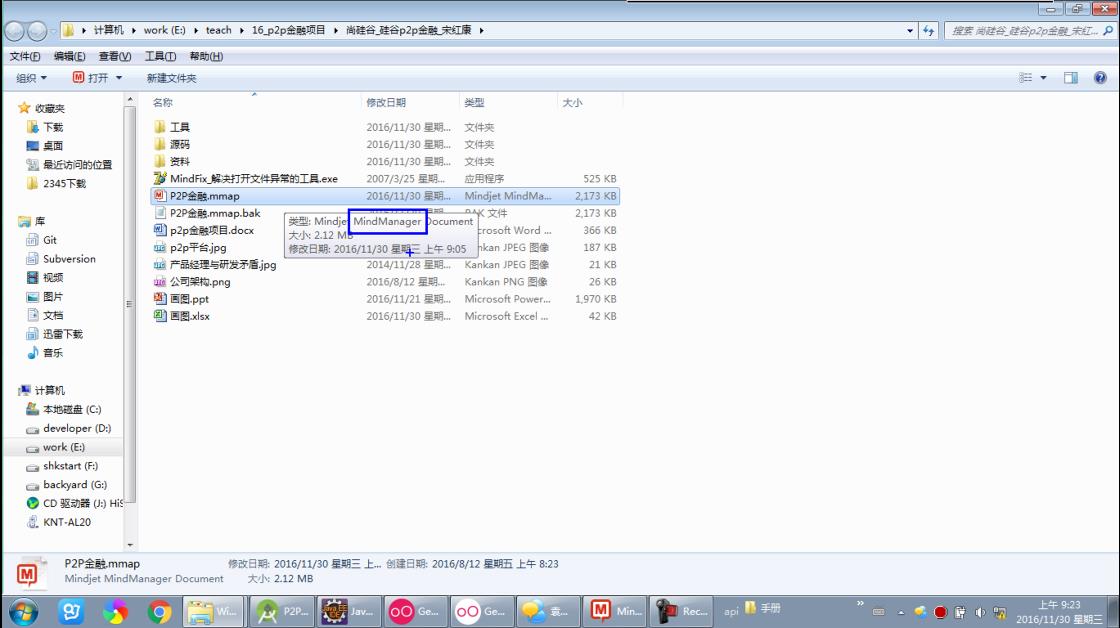 计算机 ▸ work (E:) ▸ teach ▸ 16_p2p金融项目 ▸ 尚硅谷_硅谷p2p金融_宋红康 ▸
搜索 尚硅谷_硅谷p2p金融_宋红...
文件(F) 编辑(E) 查看(V) 工具(T) 帮助(H)
组织 打开 新建文件夹
名称 修改日期 类型 大小
收藏夹
下载
桌面
最近访问的位置
2345下载
库
Git
Subversion
视频
图片
文档
迅雷下载
音乐
计算机
本地磁盘 (C:)
developer (D:)
work (E:)
shkstart (F:)
backyard (G:)
CD 驱动器 (J:) HiS
KNT-AL20
工具 2016/11/30 星期... 文件夹
源码 2016/11/30 星期... 文件夹
资料 2016/11/30 星期... 文件夹
MindFix_解决打开文件异常的工具.exe 2007/3/25 星期... 应用程序 525 KB
P2P金融.mmap 2016/11/30 星期... Mindjet MindMa... 2,173 KB
P2P金融.mmap.bak BAK 文件 2,173 KB
p2p金融项目.docx Microsoft Word ... 366 KB
p2p平台.jpg Kankan JPEG 图像 187 KB
产品经理与研发矛盾.jpg 2014/11/28 星期... Kankan JPEG 图像 21 KB
公司架构.png 2016/8/12 星期... Kankan PNG 图像 26 KB
画图.ppt 2016/11/21 星期... Microsoft Power... 1,970 KB
画图.xlsx 2016/11/30 星期... Microsoft Excel ... 42 KB
类型: Mindjet MindManager Document
大小: 2.12 MB
修改日期: 2016/11/30 星期三 上午 9:05
P2P金融.mmap 修改日期: 2016/11/30 星期三 上... 创建日期: 2016/8/12 星期五 上午 8:23
Mindjet MindManager Document 大小: 2.12 MB
Wi... P2P... Jav... Ge... Ge... 袁... Min... Rec... api 手册
上午 9:23
2016/11/30 星期三